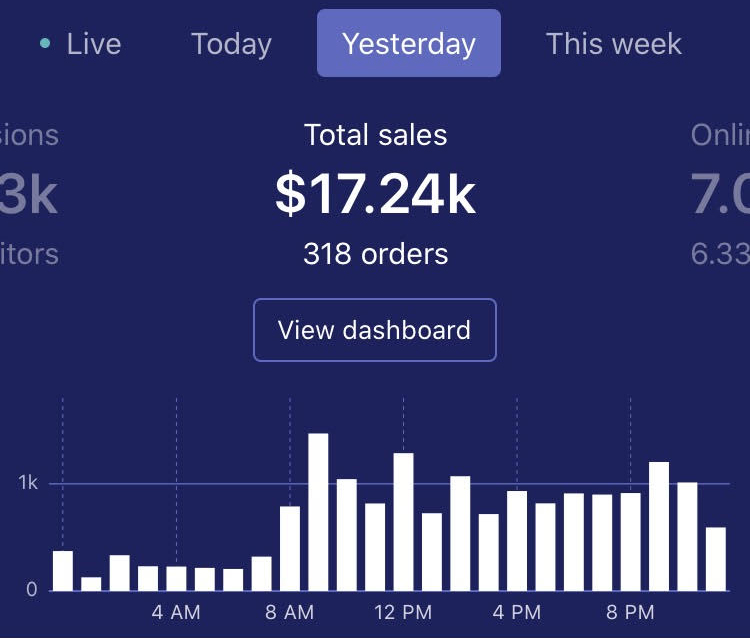 Live Today Yesterday This week
sions Total sales Onlin
3k $17.24k 7.0
itors 318 orders 6.33
View dashboard
1k
0
4 AM 8 AM 12 PM 4 PM 8 PM